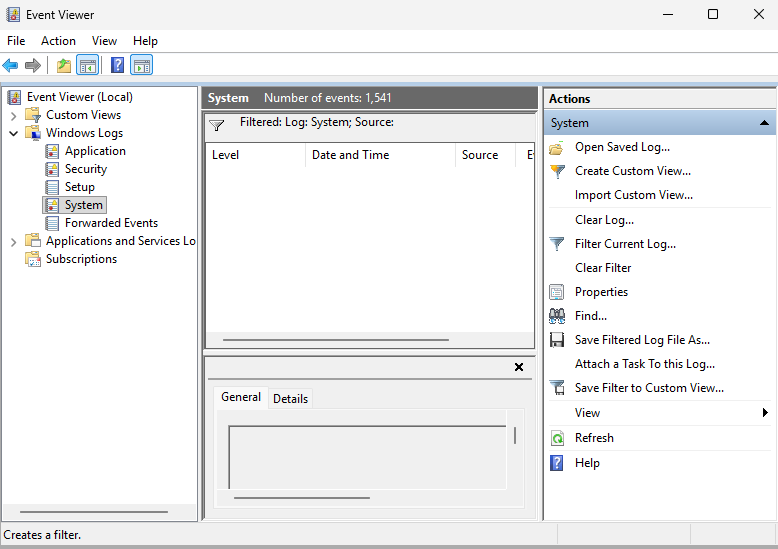 Event Viewer
File Action View Help
Event Viewer (Local)
Custom Views
Windows Logs
Application
Security
Setup
System
Forwarded Events
Applications and Services Lo
Subscriptions
System Number of events: 1,541
Filtered: Log: System; Source:
Level Date and Time Source E
General Details
Actions
System
Open Saved Log...
Create Custom View...
Import Custom View...
Clear Log...
Filter Current Log...
Clear Filter
Properties
Find...
Save Filtered Log File As...
Attach a Task To this Log...
Save Filter to Custom View...
View
Refresh
Help
Creates a filter.